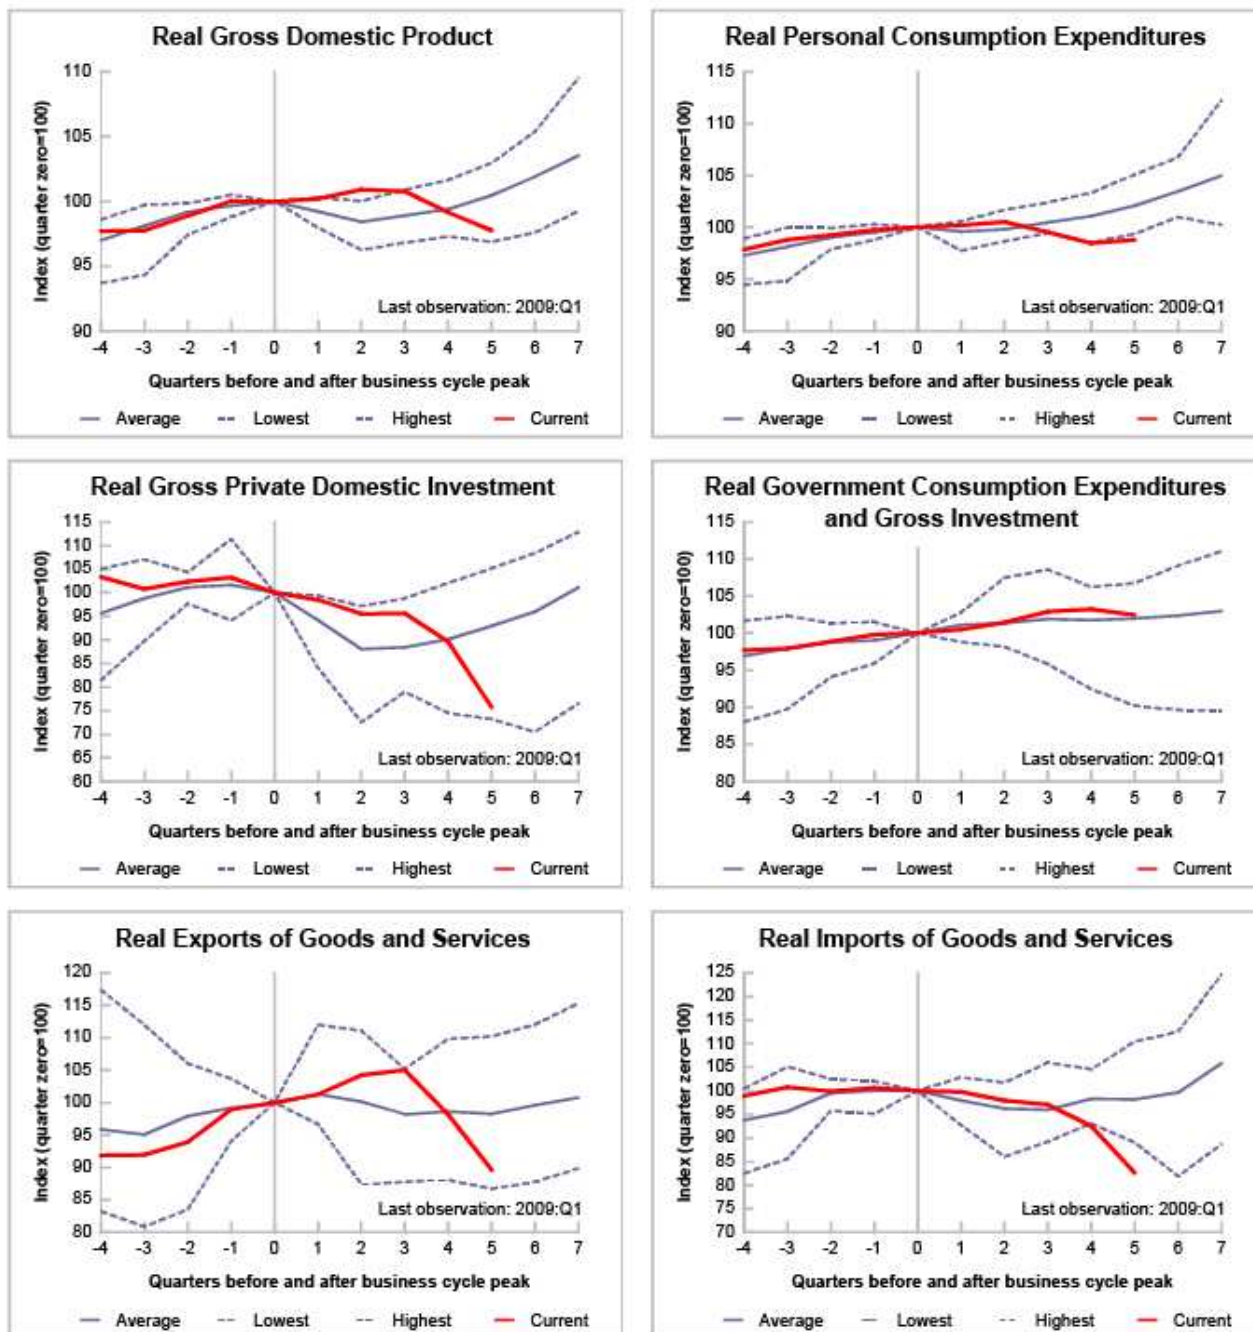 Real Gross Domestic Product
110
105
100
95
90
Index (quarter zero=100)
Last observation: 2009:Q1
-4 -3 -2 -1 0 1 2 3 4 5 6 7
Quarters before and after business cycle peak
Average Lowest Highest Current
Real Personal Consumption Expenditures
115
110
105
100
95
90
Index (quarter zero=100)
Last observation: 2009:Q1
-4 -3 -2 -1 0 1 2 3 4 5 6 7
Quarters before and after business cycle peak
Average Lowest Highest Current
Real Gross Private Domestic Investment
115
110
105
100
95
90
85
80
75
70
65
60
Index (quarter zero=100)
Last observation: 2009:Q1
-4 -3 -2 -1 0 1 2 3 4 5 6 7
Quarters before and after business cycle peak
Average Lowest Highest Current
Real Government Consumption Expenditures
and Gross Investment
115
110
105
100
95
90
85
80
Index (quarter zero=100)
Last observation: 2009:Q1
-4 -3 -2 -1 0 1 2 3 4 5 6 7
Quarters before and after business cycle peak
Average Lowest Highest Current
Real Exports of Goods and Services
120
115
110
105
100
95
90
85
80
Index (quarter zero=100)
Last observation: 2009:Q1
-4 -3 -2 -1 0 1 2 3 4 5 6 7
Quarters before and after business cycle peak
Average Lowest Highest Current
Real Imports of Goods and Services
125
120
115
110
105
100
95
90
85
80
75
70
Index (quarter zero=100)
Last observation: 2009:Q1
-4 -3 -2 -1 0 1 2 3 4 5 6 7
Quarters before and after business cycle peak
Average Lowest Highest Current